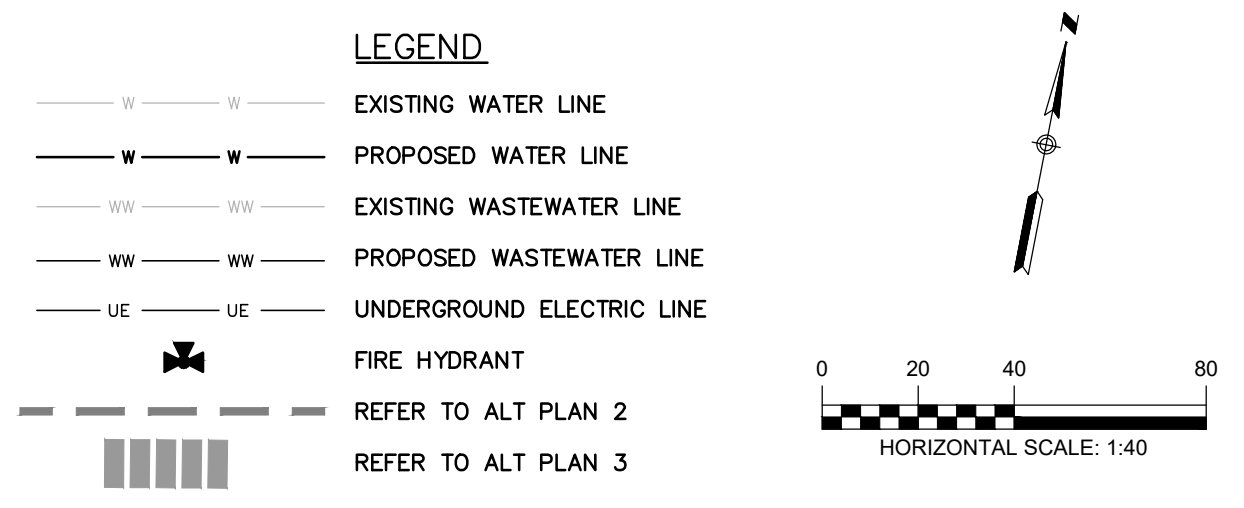 LEGEND
W W EXISTING WATER LINE
W W PROPOSED WATER LINE
WW WW EXISTING WASTEWATER LINE
WW WW PROPOSED WASTEWATER LINE
UE UE UNDERGROUND ELECTRIC LINE
FIRE HYDRANT
REFER TO ALT PLAN 2
REFER TO ALT PLAN 3
N
0 20 40 80
HORIZONTAL SCALE: 1:40